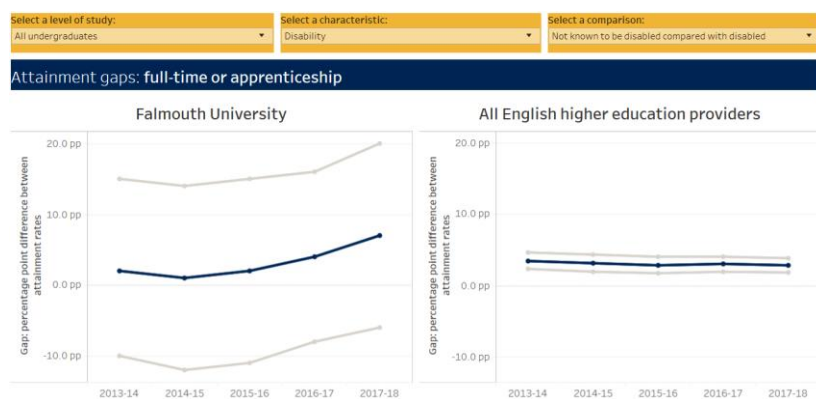 Select a level of study:
All undergraduates
Select a characteristic:
Disability
Select a comparison:
Not known to be disabled compared with disabled
Attainment gaps: full-time or apprenticeship
Falmouth University
Gap: percentage point difference between
attainment rates
20.0 pp
10.0 pp
0.0 pp
-10.0 pp
2013-14 2014-15 2015-16 2016-17 2017-18
All English higher education providers
Gap: percentage point difference between
attainment rates
20.0 pp
10.0 pp
0.0 pp
-10.0 pp
2013-14 2014-15 2015-16 2016-17 2017-18